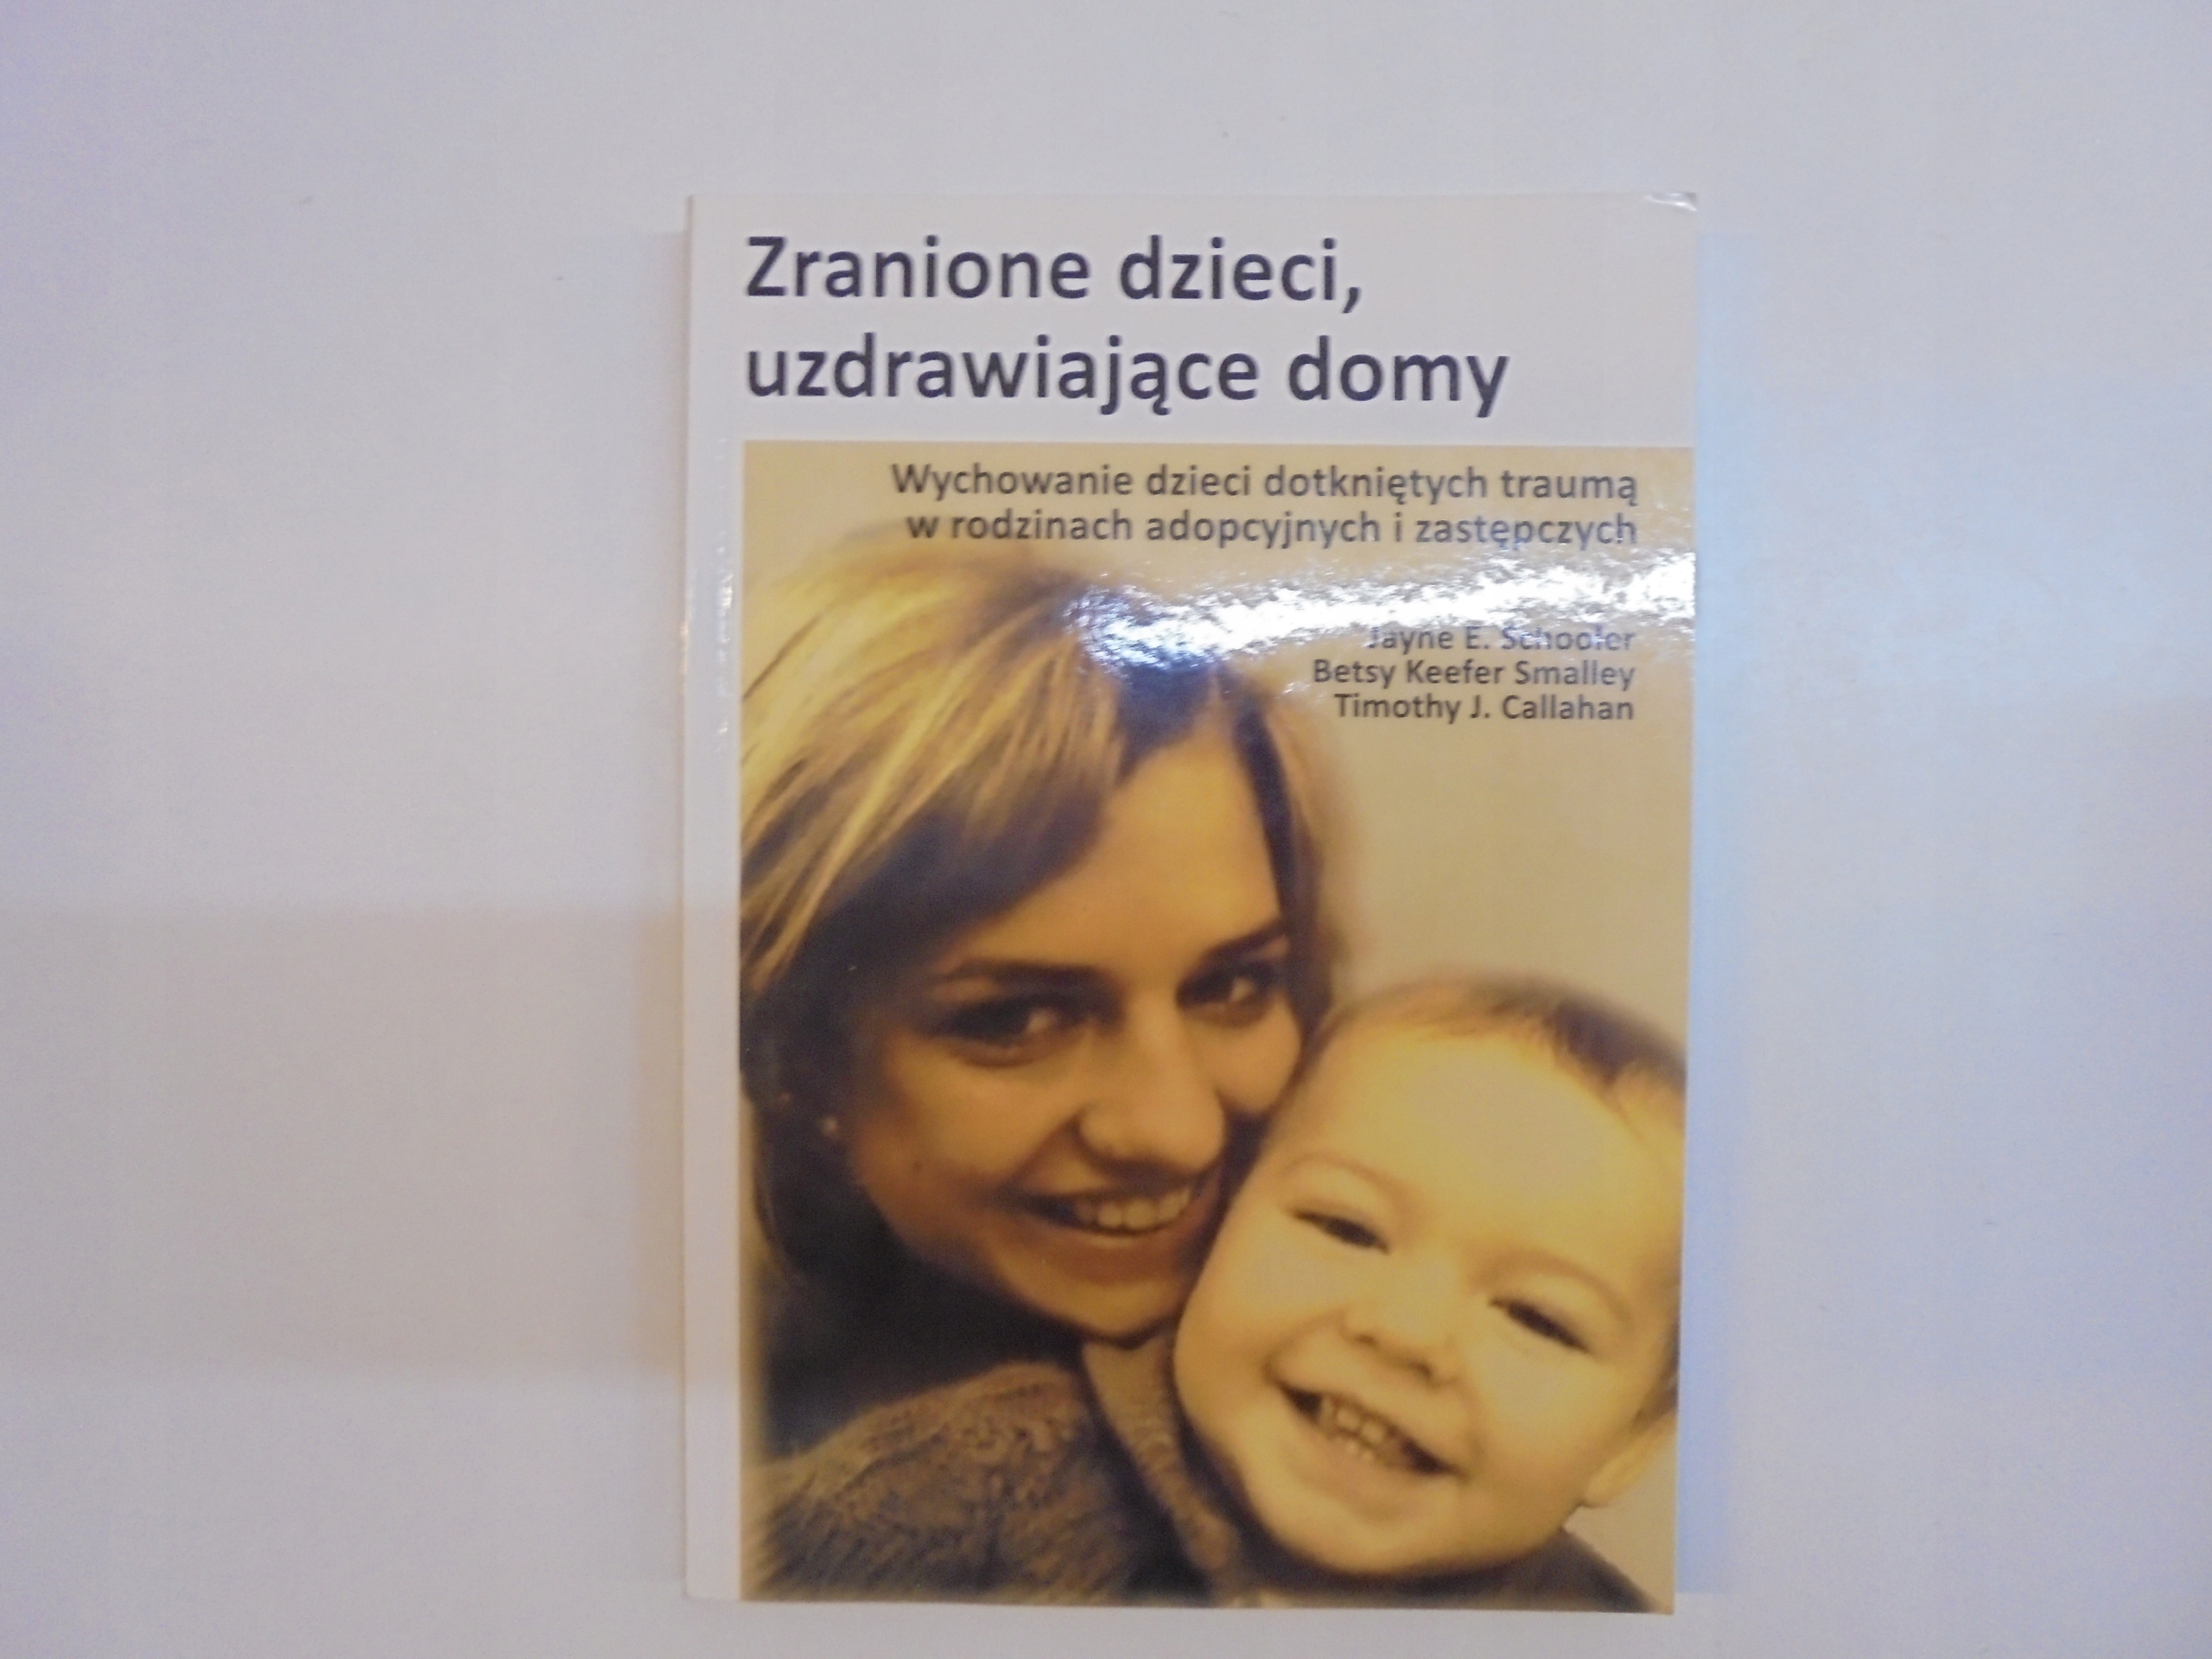 Zranione dzieci,
uzdrawiające domy
Wychowanie dzieci dotkniętych traumą
w rodzinach adopcyjnych i zastępczych
Jayne E. Schooler
Betsy Keefer Smalley
Timothy J. Callahan